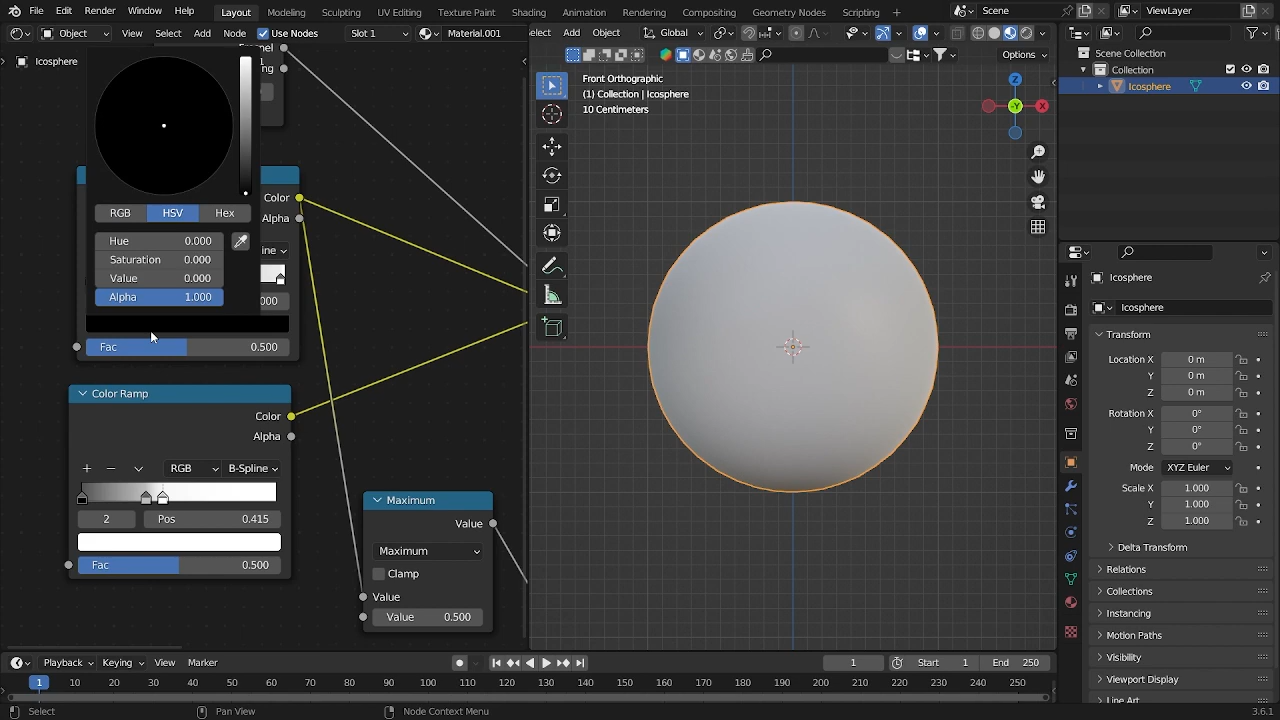 File Edit Render Window Help Layout Modeling Sculpting UV Editing Texture Paint Shading Animation Rendering Compositing Geometry Nodes Scripting Scene ViewLayer
Object View Select Add Node Use Nodes Slot 1 Material.001 elect Add Object Global
Icosphere
Options
Front Orthographic
(1) Collection | Icosphere
10 Centimeters
Z
-Y
X
Scene Collection
Collection
Icosphere
Color
Alpha
RGB HSV Hex
Hue 0.000
Saturation 0.000
Value 0.000
Alpha 1.000
Fac 0.500
Color Ramp
Color
Alpha
RGB B-Spline
2 Pos 0.415
Fac 0.500
Maximum
Value
Maximum
Clamp
Value
Value 0.500
Icosphere
Icosphere
Transform
Location X 0 m
Y 0 m
Z 0 m
Rotation X 0°
Y 0°
Z 0°
Mode XYZ Euler
Scale X 1.000
Y 1.000
Z 1.000
Delta Transform
Relations
Collections
Instancing
Motion Paths
Visibility
Viewport Display
Line Art
Playback Keying View Marker 1 Start 1 End 250
1 10 20 30 40 50 60 70 80 90 100 110 120 130 140 150 160 170 180 190 200 210 220 230 240 250
Select Pan View Node Context Menu 3.6.1